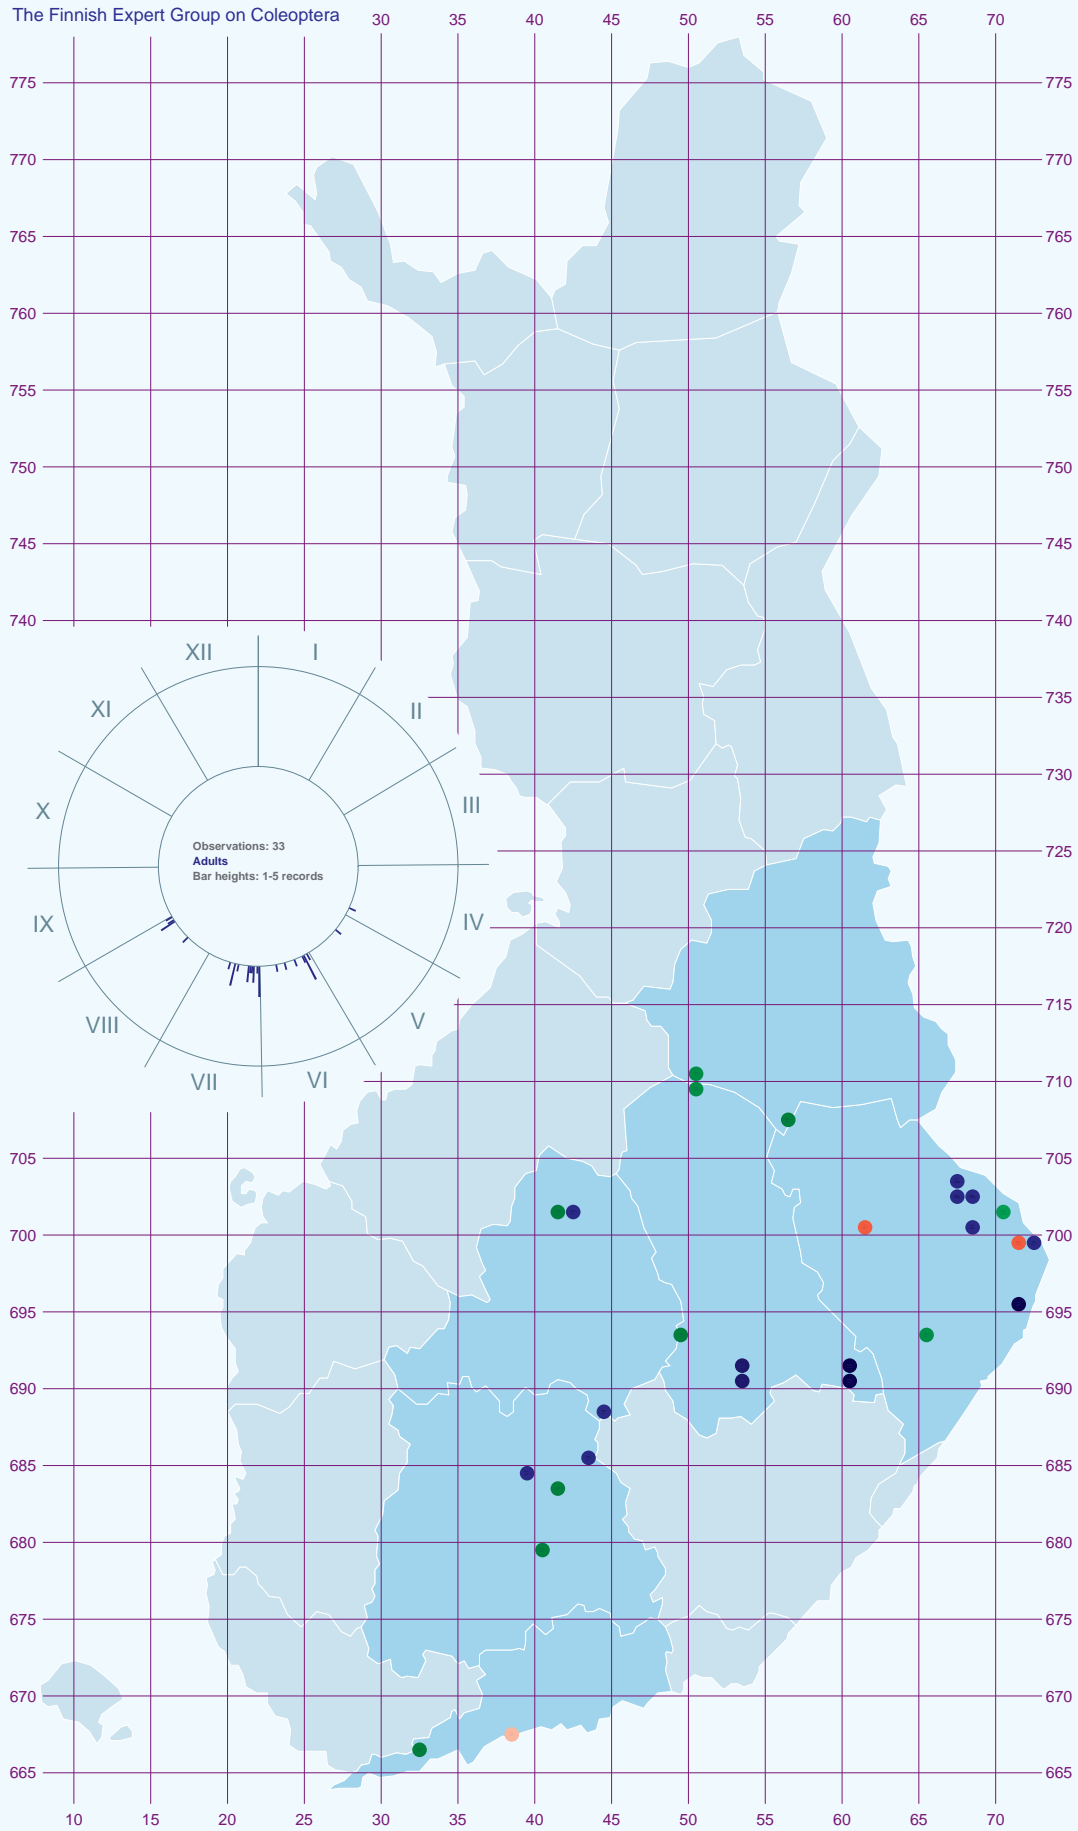 The Finnish Expert Group on Coleoptera 30 35 40 45 50 55 60 65 70
775 775
770 770
765 765
760 760
755 755
750 750
745 745
740 740
XII I
735
XI II
730
X III
725
Observations: 33
Adults
Bar heights: 1-5 records
IX IV 720
715
VIII V
VII VI 710 710
705 705
700 700
695 695
690 690
685 685
680 680
675 675
670 670
665 665
10 15 20 25 30 35 40 45 50 55 60 65 70